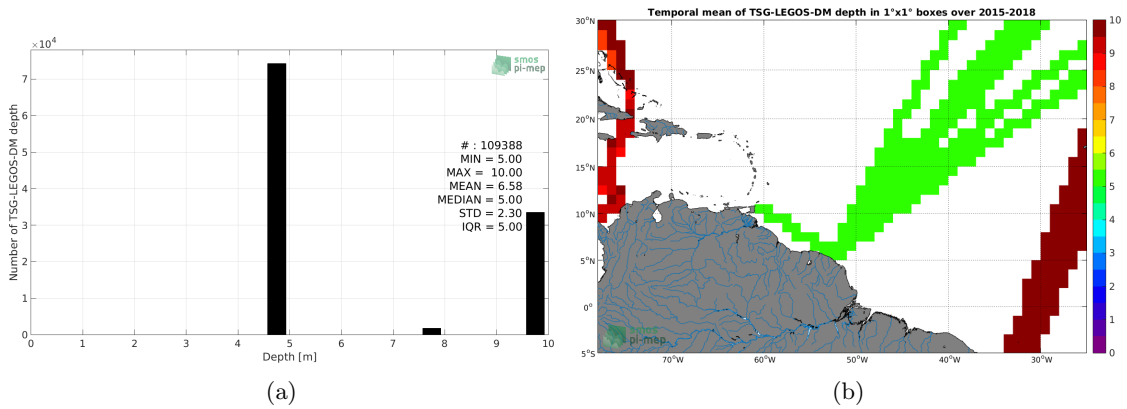 ×10⁴
7
6
5
4
3
2
1
0
Number of TSG-LEGOS-DM depth
smos
pi-mep
# : 109388
MIN = 5.00
MAX = 10.00
MEAN = 6.58
MEDIAN = 5.00
STD = 2.30
IQR = 5.00
0 1 2 3 4 5 6 7 8 9 10
Depth [m]
(a)
Temporal mean of TSG-LEGOS-DM depth in 1°x1° boxes over 2015-2018
30°N
25°N
20°N
15°N
10°N
5°N
0°
5°S
70°W 60°W 50°W 40°W 30°W
smos
pi-mep
10
9
8
7
6
5
4
3
2
1
0
(b)